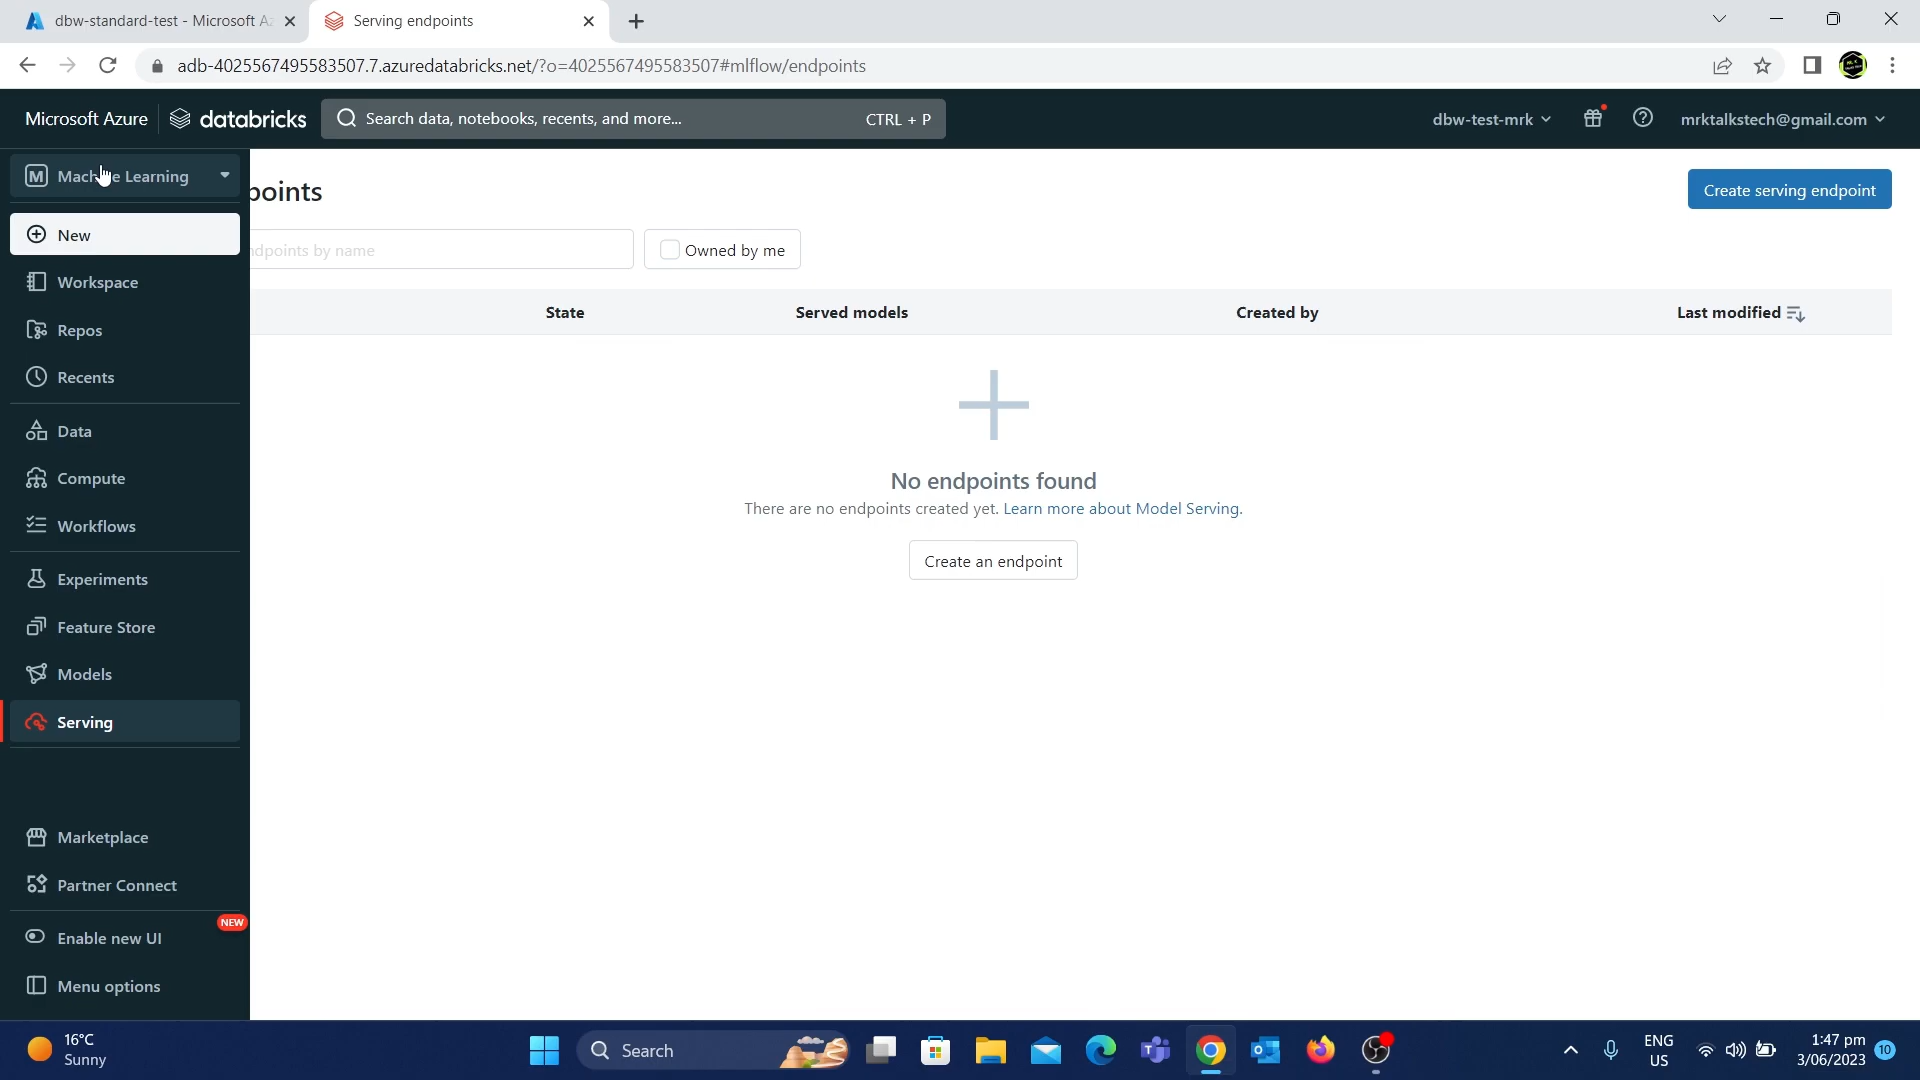 dbw-standard-test - Microsoft Az
Serving endpoints
adb-4025567495583507.7.azuredatabricks.net/?o=4025567495583507#mlflow/endpoints
Microsoft Azure
databricks
Search data, notebooks, recents, and more...
CTRL + P
dbw-test-mrk
mrktalkstech@gmail.com
M
Machine Learning
New
Workspace
Repos
Recents
Data
Compute
Workflows
Experiments
Feature Store
Models
Serving
Marketplace
Partner Connect
NEW
Enable new UI
Menu options
points
Create serving endpoint
ndpoints by name
Owned by me
State
Served models
Created by
Last modified
No endpoints found
There are no endpoints created yet. Learn more about Model Serving.
Create an endpoint
16°C
Sunny
Search
ENG
US
1:47 pm
3/06/2023
10